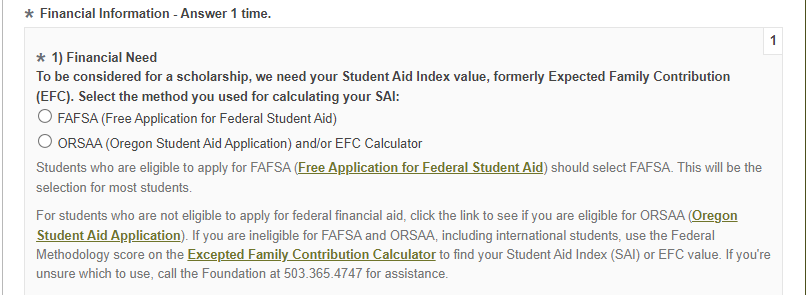 * Financial Information - Answer 1 time.
1
* 1) Financial Need
To be considered for a scholarship, we need your Student Aid Index value, formerly Expected Family Contribution
(EFC). Select the method you used for calculating your SAI:
FAFSA (Free Application for Federal Student Aid)
ORSAA (Oregon Student Aid Application) and/or EFC Calculator
Students who are eligible to apply for FAFSA (Free Application for Federal Student Aid) should select FAFSA. This will be the
selection for most students.
For students who are not eligible to apply for federal financial aid, click the link to see if you are eligible for ORSAA (Oregon
Student Aid Application). If you are ineligible for FAFSA and ORSAA, including international students, use the Federal
Methodology score on the Excepted Family Contribution Calculator to find your Student Aid Index (SAI) or EFC value. If you're
unsure which to use, call the Foundation at 503.365.4747 for assistance.